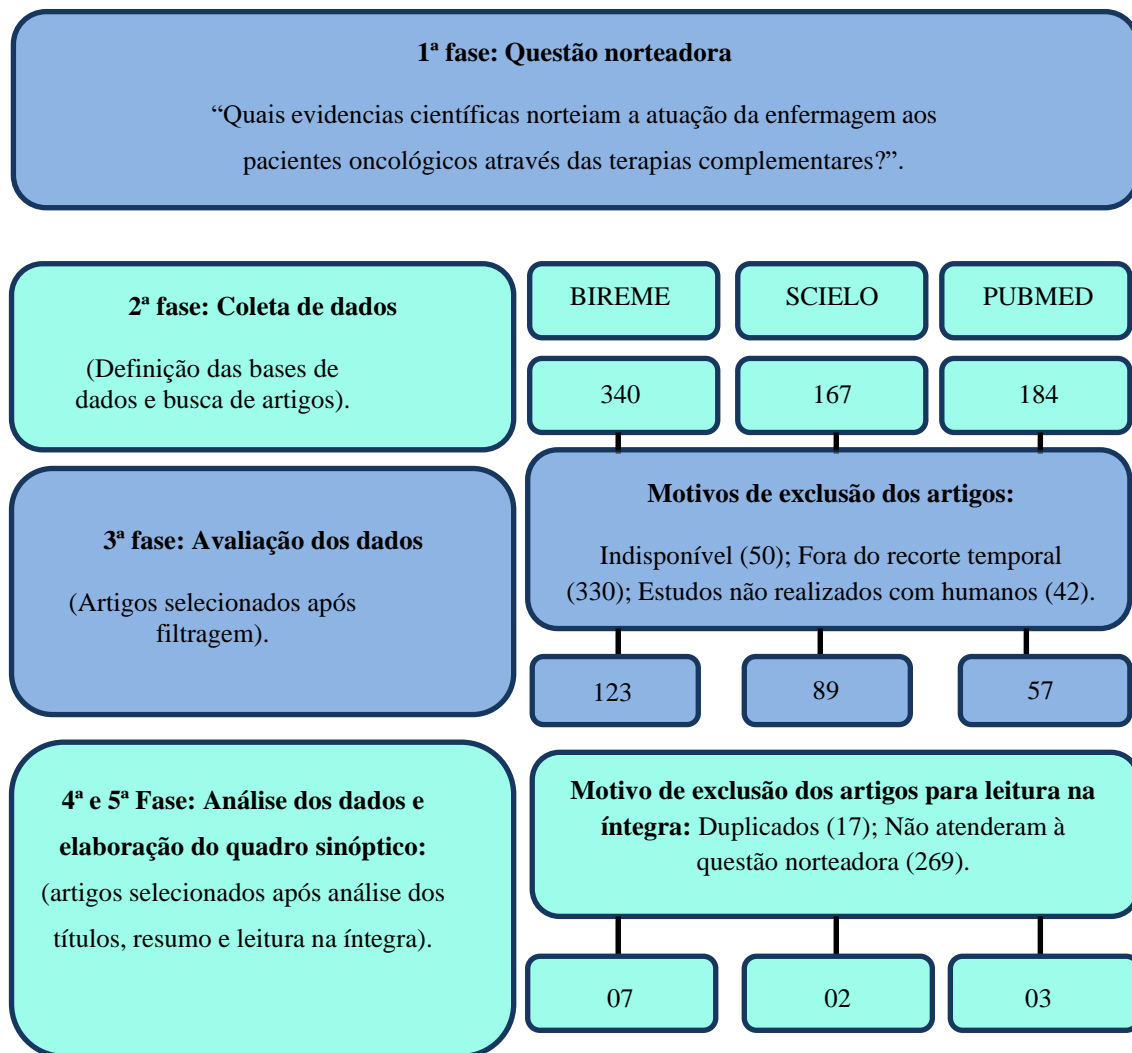 1ª fase: Questão norteadora
“Quais evidencias científicas norteiam a atuação da enfermagem aos
pacientes oncológicos através das terapias complementares?”.
2ª fase: Coleta de dados
(Definição das bases de
dados e busca de artigos).
BIREME
SCIELO
PUBMED
340
167
184
3ª fase: Avaliação dos dados
(Artigos selecionados após
filtragem).
Motivos de exclusão dos artigos:
Indisponível (50); Fora do recorte temporal
(330); Estudos não realizados com humanos (42).
123
89
57
4ª e 5ª Fase: Análise dos dados e
elaboração do quadro sinóptico:
(artigos selecionados após análise dos
títulos, resumo e leitura na íntegra).
Motivo de exclusão dos artigos para leitura na
íntegra: Duplicados (17); Não atenderam à
questão norteadora (269).
07
02
03